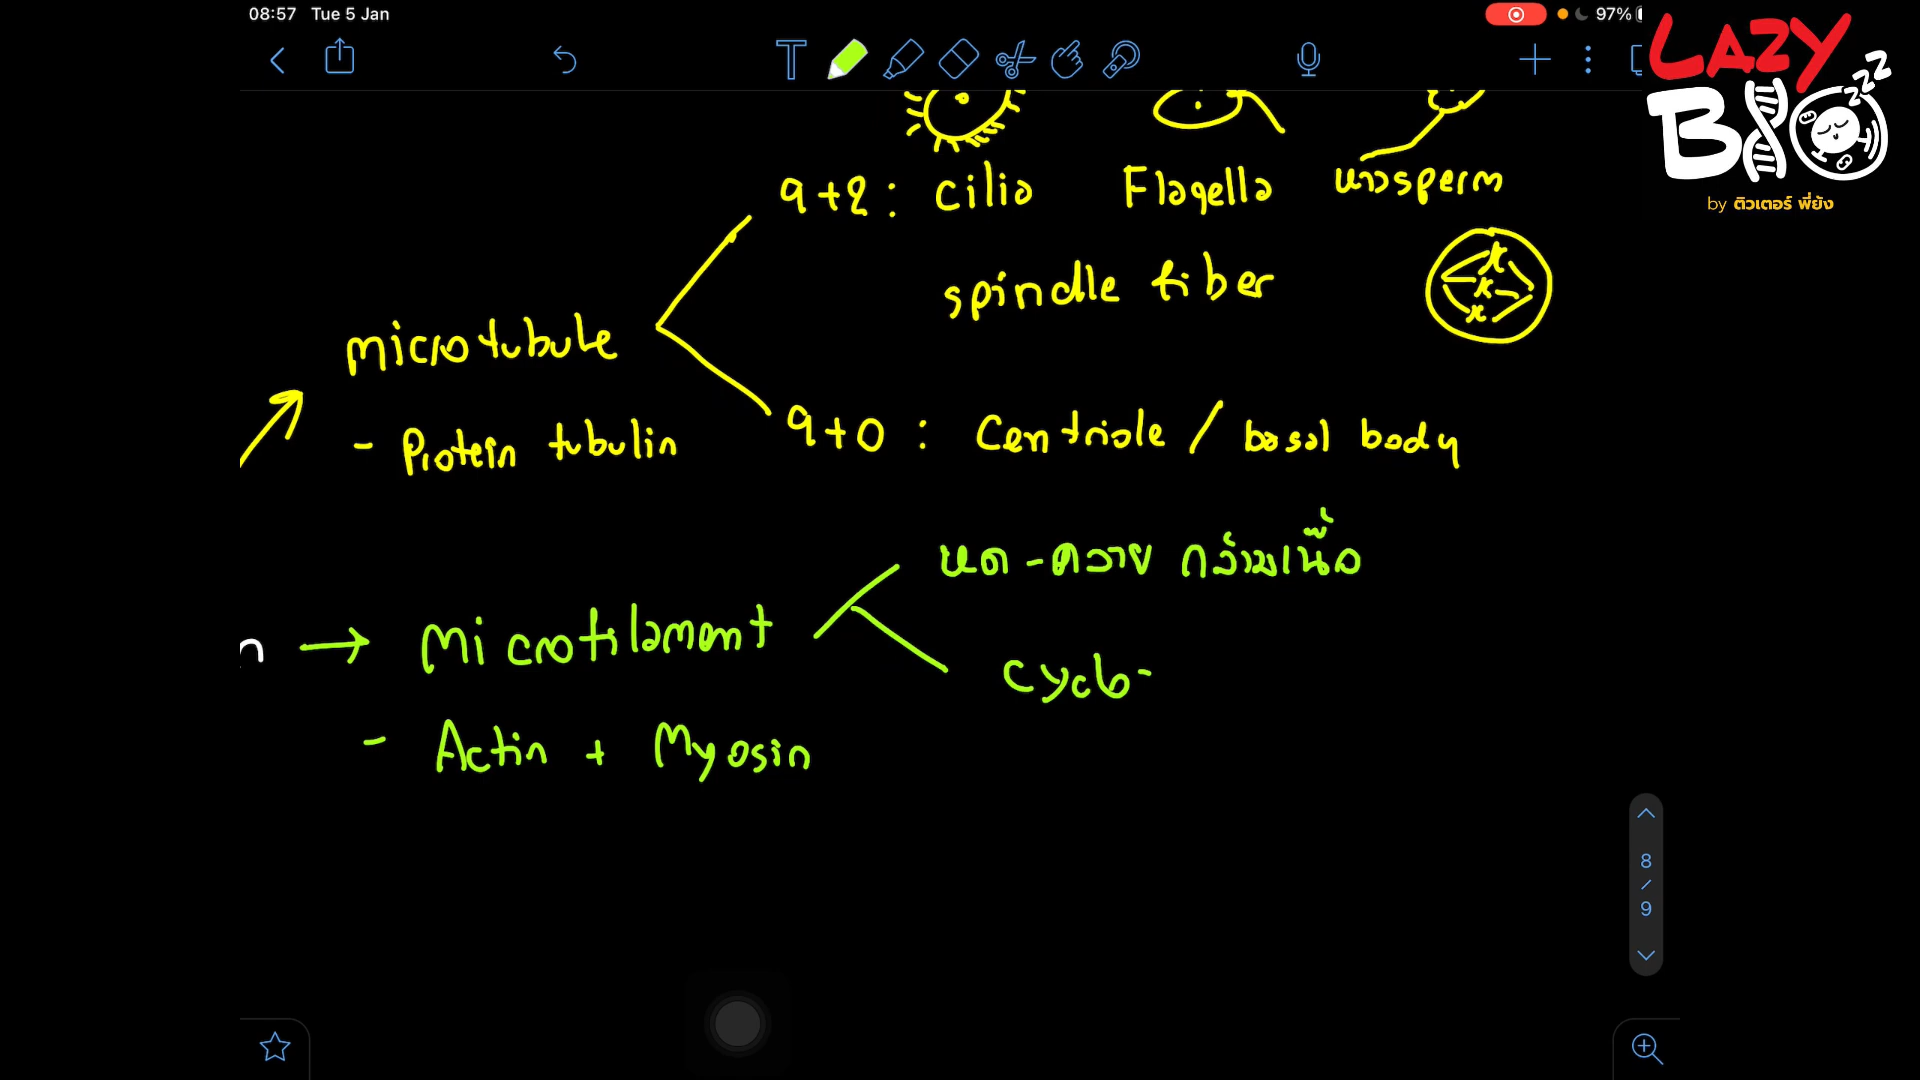 08:57 Tue 5 Jan
97%
LAZY
BIO
zzz
by ติวเตอร์ พี่ยัง
9+2 : cilia Flagella หางsperm
spindle fiber
microtubule
- Protein tubulin
9+0 : Centriole / basal body
n → Microfilament
หด-คลาย กล้ามเนื้อ
cyclo-
- Actin + Myosin
8
/
9